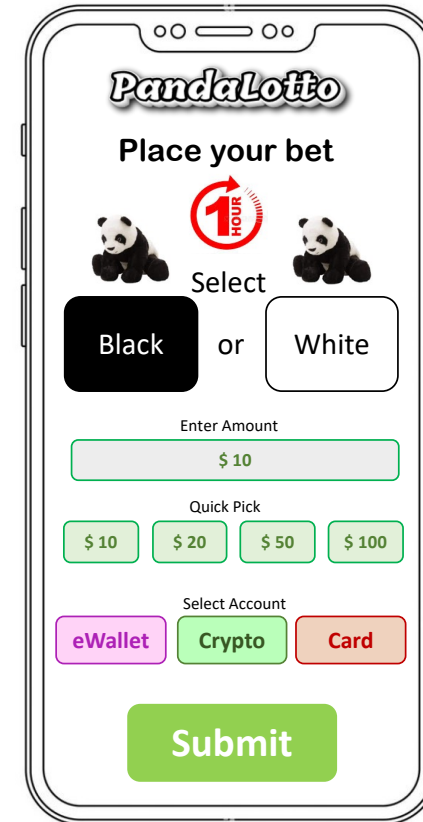 PandaLotto
Place your bet
1 HOUR
Select
Black or White
Enter Amount
$ 10
Quick Pick
$ 10 $ 20 $ 50 $ 100
Select Account
eWallet Crypto Card
Submit